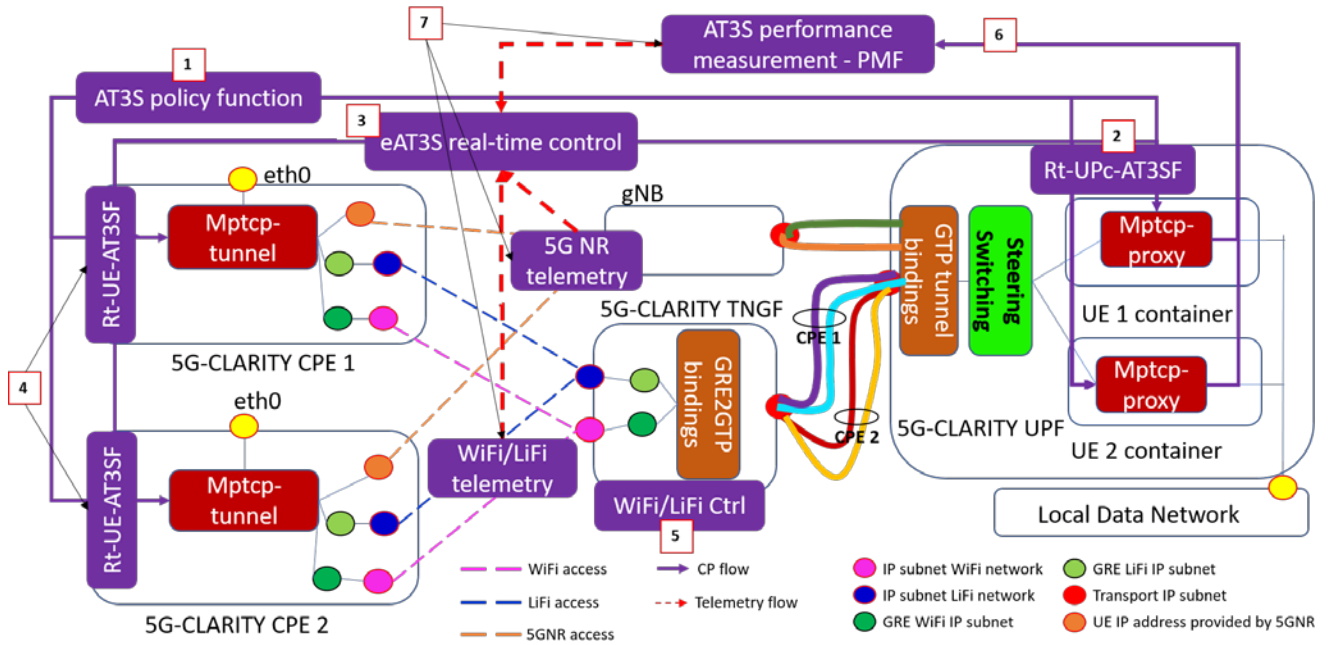 7
AT3S performance
measurement - PMF
6
1
AT3S policy function
3
eAT3S real-time control
2
Rt-UPc-AT3SF
eth0
gNB
Rt-UE-AT3SF
Mptcp-
tunnel
5G NR
telemetry
GTP tunnel
bindings
Steering
Switching
Mptcp-
proxy
UE 1 container
5G-CLARITY CPE 1
5G-CLARITY TNGF
CPE 1
4
GRE2GTP
bindings
Mptcp-
proxy
eth0
CPE 2
5G-CLARITY UPF
UE 2 container
Rt-UE-AT3SF
Mptcp-
tunnel
WiFi/LiFi
telemetry
WiFi/LiFi Ctrl
5
Local Data Network
5G-CLARITY CPE 2
WiFi access
LiFi access
5GNR access
CP flow
Telemetry flow
IP subnet WiFi network
IP subnet LiFi network
GRE WiFi IP subnet
GRE LiFi IP subnet
Transport IP subnet
UE IP address provided by 5GNR